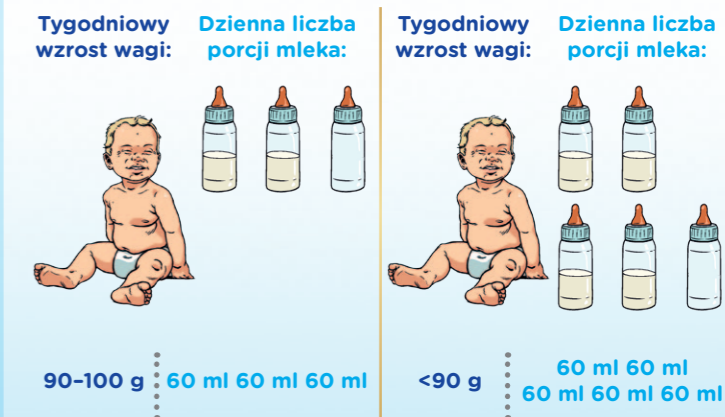 Tygodniowy
wzrost wagi:
Dzienna liczba
porcji mleka:
90–100 g
60 ml 60 ml 60 ml
Tygodniowy
wzrost wagi:
Dzienna liczba
porcji mleka:
<90 g
60 ml 60 ml
60 ml 60 ml 60 ml